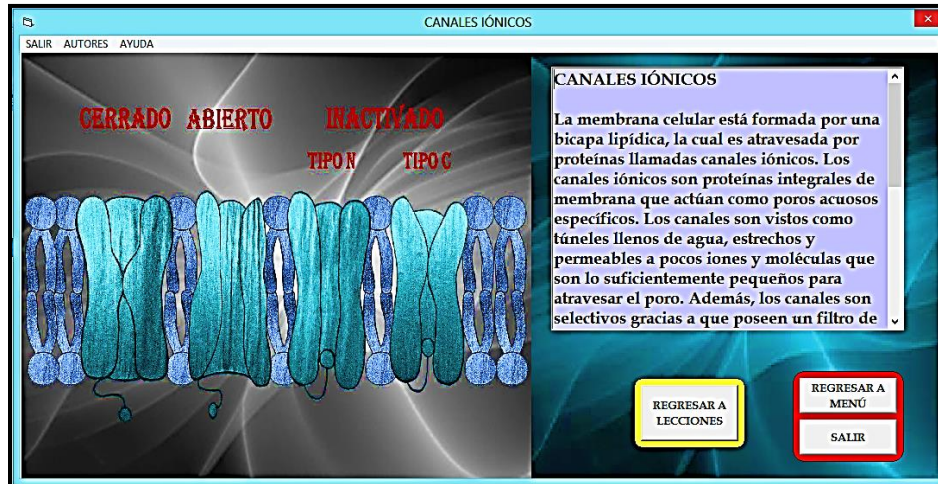 CANALES IÓNICOS
SALIR AUTORES AYUDA
CERRADO ABIERTO INACTIVADO
TIPO N TIPO C
CANALES IÓNICOS
La membrana celular está formada por una
bicapa lipídica, la cual es atravesada por
proteínas llamadas canales iónicos. Los
canales iónicos son proteínas integrales de
membrana que actúan como poros acuosos
específicos. Los canales son vistos como
túneles llenos de agua, estrechos y
permeables a pocos iones y moléculas que
son lo suficientemente pequeños para
atravesar el poro. Además, los canales son
selectivos gracias a que poseen un filtro de
REGRESAR A
LECCIONES
REGRESAR A
MENÚ
SALIR